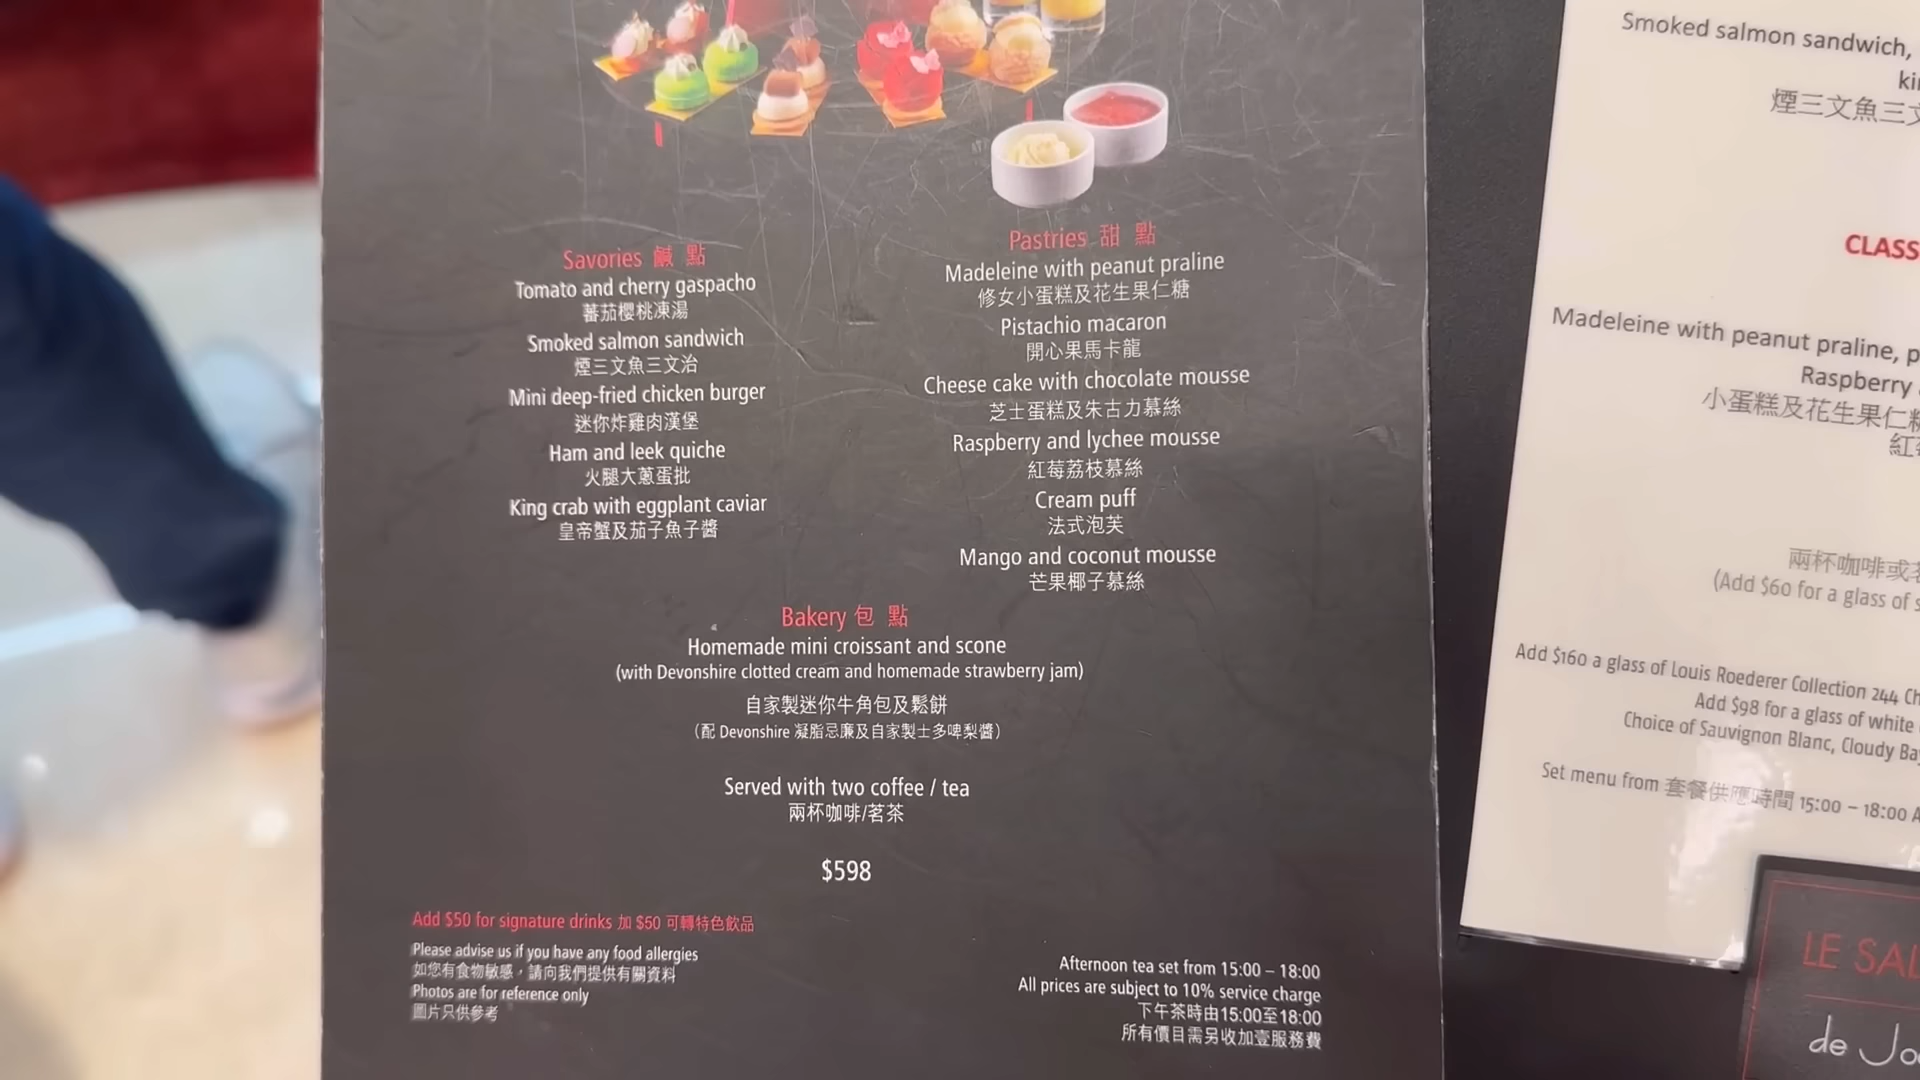 Savories 鹹 點
Tomato and cherry gaspacho
蕃茄櫻桃凍湯
Smoked salmon sandwich
煙三文魚三文治
Mini deep-fried chicken burger
迷你炸雞肉漢堡
Ham and leek quiche
火腿大蔥蛋批
King crab with eggplant caviar
皇帝蟹及茄子魚子醬
Pastries 甜 點
Madeleine with peanut praline
修女小蛋糕及花生果仁糖
Pistachio macaron
開心果馬卡龍
Cheese cake with chocolate mousse
芝士蛋糕及朱古力慕絲
Raspberry and lychee mousse
紅莓荔枝慕絲
Cream puff
法式泡芙
Mango and coconut mousse
芒果椰子慕絲
Bakery 包 點
Homemade mini croissant and scone
(with Devonshire clotted cream and homemade strawberry jam)
自家製迷你牛角包及鬆餅
（配 Devonshire 凝脂忌廉及自家製士多啤梨醬）
Served with two coffee / tea
兩杯咖啡/茗茶
$598
Add $50 for signature drinks 加 $50 可轉特色飲品
Please advise us if you have any food allergies
如您有食物敏感，請向我們提供有關資料
Photos are for reference only
圖片只供參考
Afternoon tea set from 15:00 – 18:00
All prices are subject to 10% service charge
下午茶時由15:00至18:00
所有價目需另收加壹服務費
Smoked salmon sandwich,
煙三文魚三文
Madeleine with peanut praline,
Raspberry
小蛋糕及花生果仁糖
兩杯咖啡或茗
(Add $60 for a glass of
Add $160 a glass of Louis Roederer Collection 244
Add $98 for a glass of white
Choice of Sauvignon Blanc, Cloudy Bay
Set menu from 套餐供應時間 15:00 – 18:00
LE SAL
de